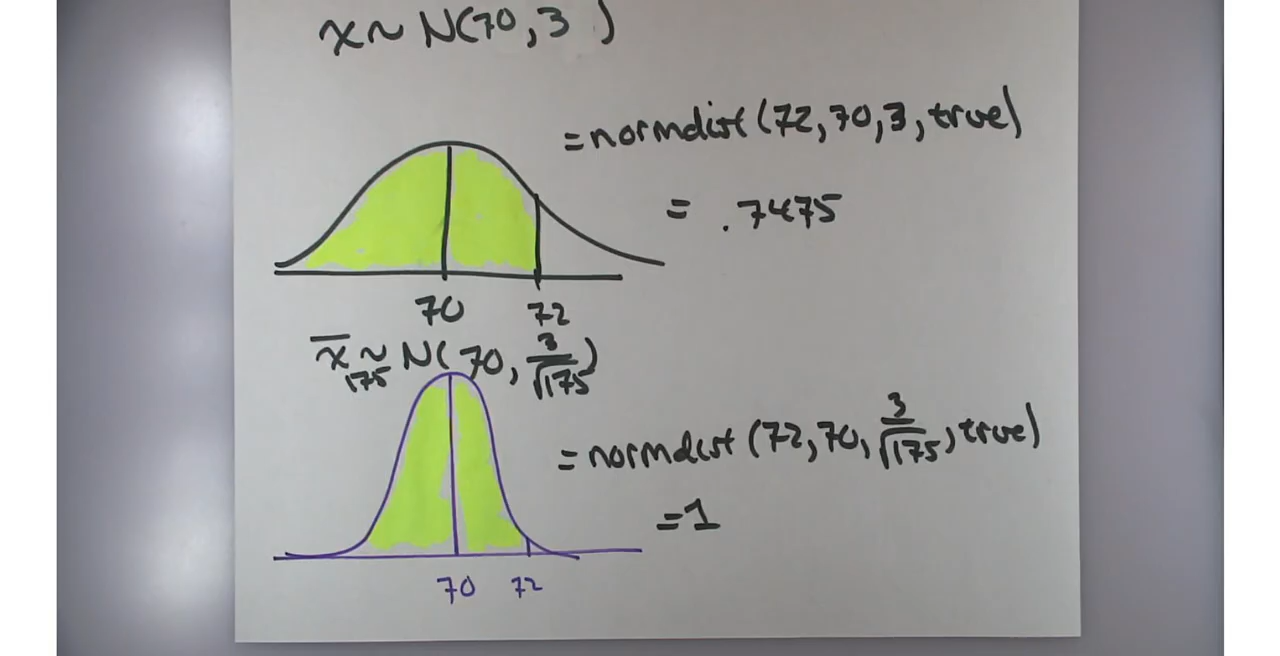 x ~ N(70, 3)
= normdist (72, 70, 3, true)
= .7475
70 72
x̄₁₇₅ ~ N(70, 3/√175)
= normdist (72, 70, 3/√175, true)
= 1
70 72